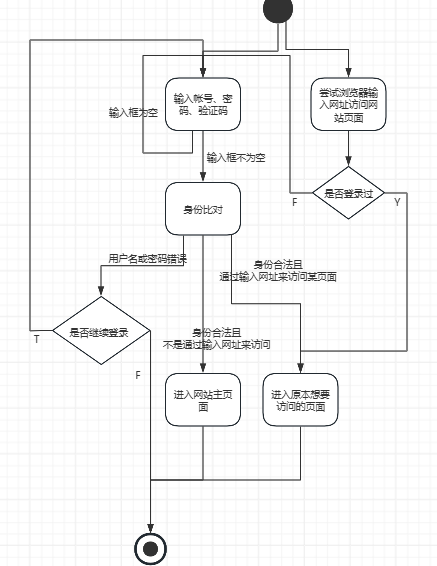 输入帐号、密
码、验证码
尝试浏览器输
入网址访问网
站页面
输入框为空
输入框不为空
是否登录过
F
Y
身份比对
用户名或密码错误
身份合法且
通过输入网址来访问某页面
是否继续登录
T
身份合法且
不是通过输入网址来访问
F
进入网站主页
面
进入原本想要
访问的页面